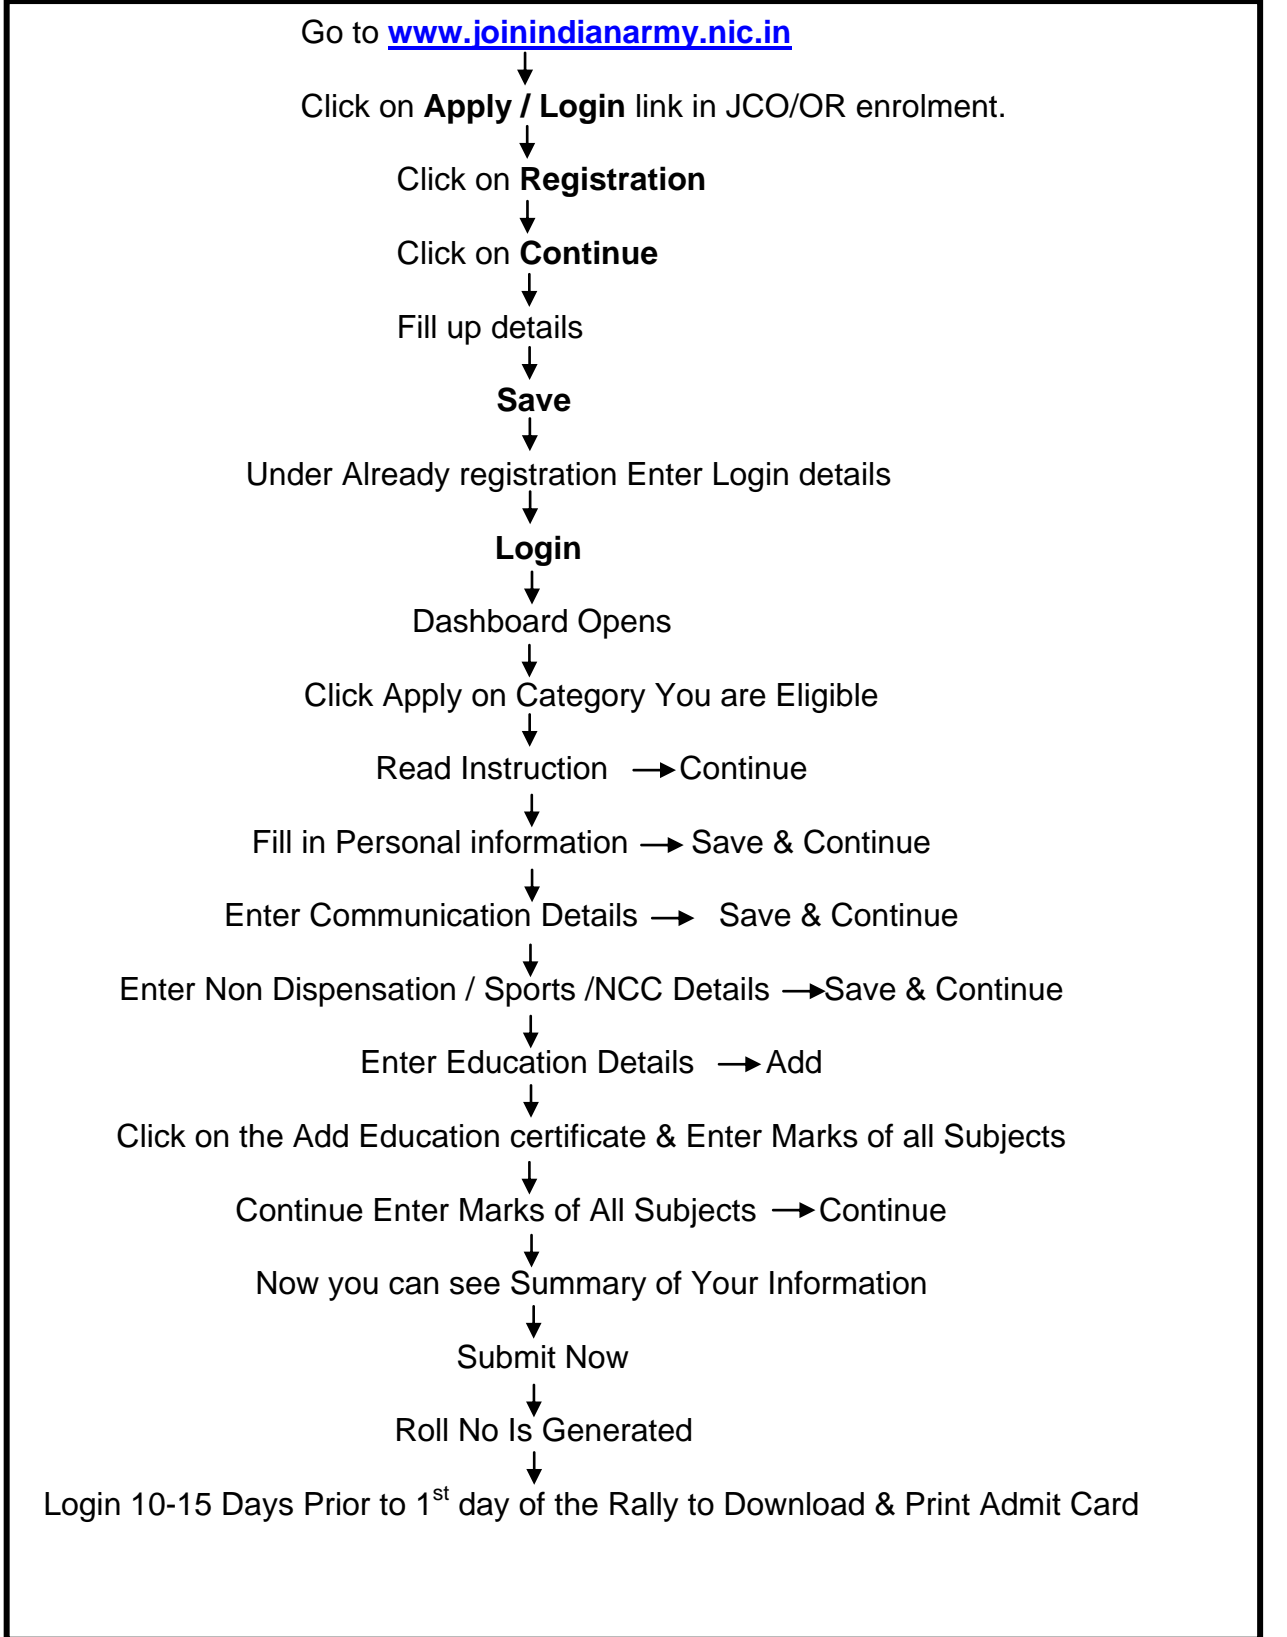 Go to www.joinindianarmy.nic.in
Click on Apply / Login link in JCO/OR enrolment.
Click on Registration
Click on Continue
Fill up details
Save
Under Already registration Enter Login details
Login
Dashboard Opens
Click Apply on Category You are Eligible
Read Instruction Continue
Fill in Personal information Save & Continue
Enter Communication Details Save & Continue
Enter Non Dispensation / Sports /NCC Details Save & Continue
Enter Education Details Add
Click on the Add Education certificate & Enter Marks of all Subjects
Continue Enter Marks of All Subjects Continue
Now you can see Summary of Your Information
Submit Now
Roll No Is Generated
Login 10-15 Days Prior to 1st day of the Rally to Download & Print Admit Card